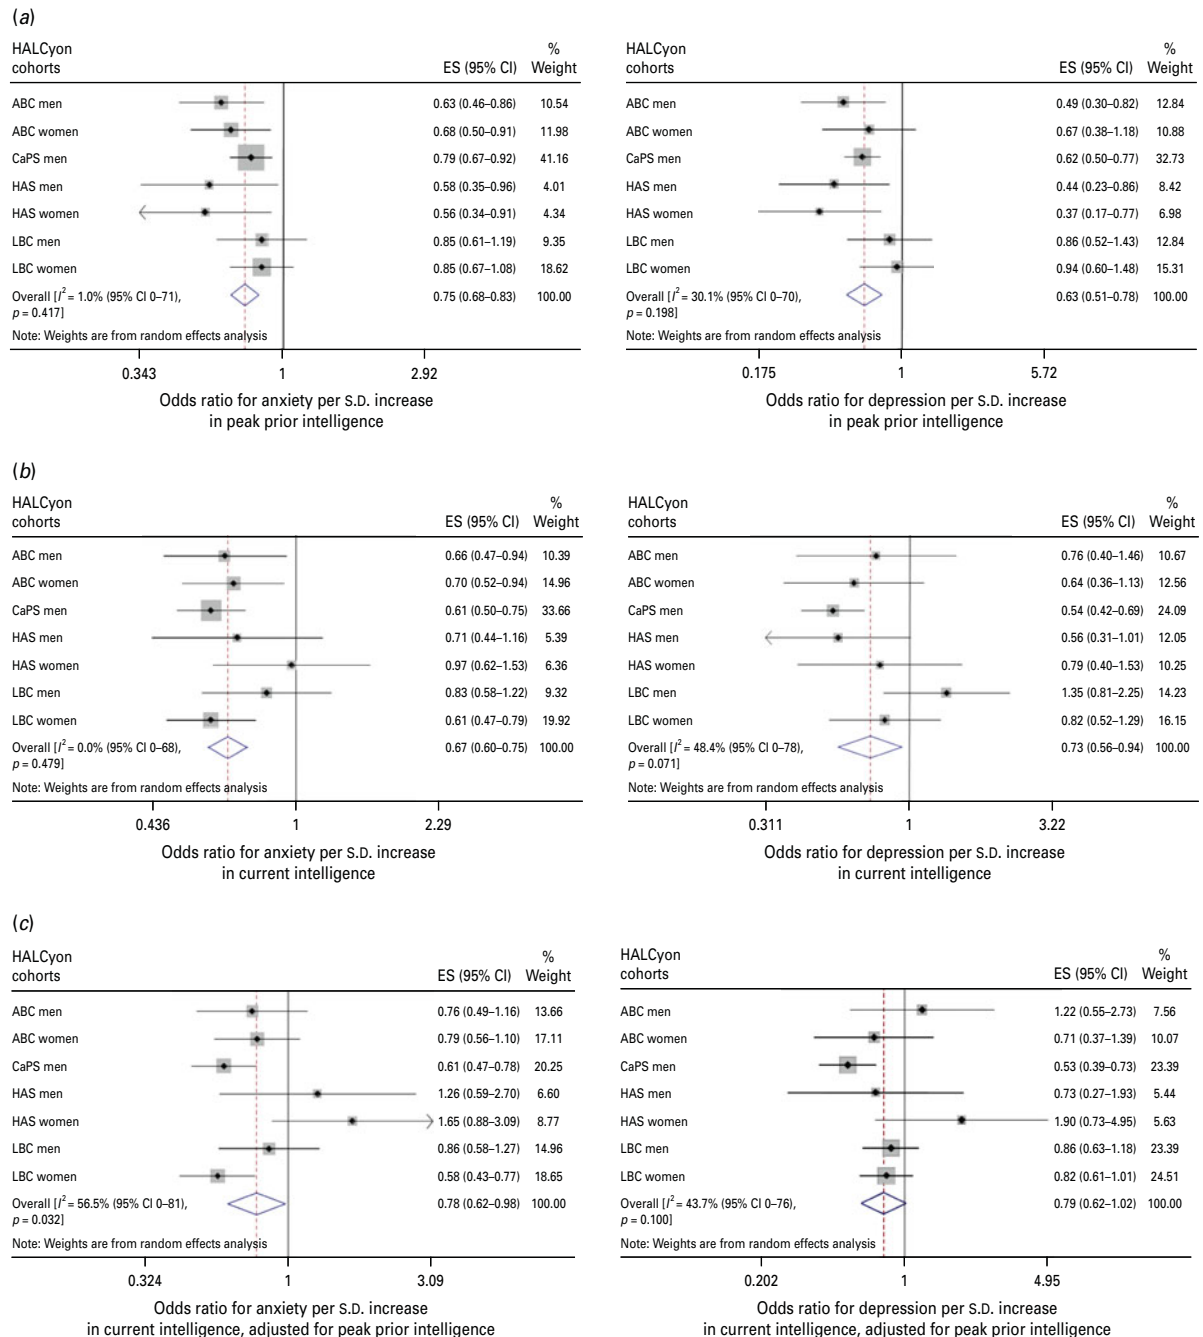 (a)
HALCyon cohorts ES (95% CI) % Weight
ABC men 0.63 (0.46–0.86) 10.54
ABC women 0.68 (0.50–0.91) 11.98
CaPS men 0.79 (0.67–0.92) 41.16
HAS men 0.58 (0.35–0.96) 4.01
HAS women 0.56 (0.34–0.91) 4.34
LBC men 0.85 (0.61–1.19) 9.35
LBC women 0.85 (0.67–1.08) 18.62
Overall [I² = 1.0% (95% CI 0–71), 0.75 (0.68–0.83) 100.00
p = 0.417]
Note: Weights are from random effects analysis
0.343 1 2.92
Odds ratio for anxiety per S.D. increase
in peak prior intelligence
HALCyon cohorts ES (95% CI) % Weight
ABC men 0.49 (0.30–0.82) 12.84
ABC women 0.67 (0.38–1.18) 10.88
CaPS men 0.62 (0.50–0.77) 32.73
HAS men 0.44 (0.23–0.86) 8.42
HAS women 0.37 (0.17–0.77) 6.98
LBC men 0.86 (0.52–1.43) 12.84
LBC women 0.94 (0.60–1.48) 15.31
Overall [I² = 30.1% (95% CI 0–70), 0.63 (0.51–0.78) 100.00
p = 0.198]
Note: Weights are from random effects analysis
0.175 1 5.72
Odds ratio for depression per S.D. increase
in peak prior intelligence
(b)
HALCyon cohorts ES (95% CI) % Weight
ABC men 0.66 (0.47–0.94) 10.39
ABC women 0.70 (0.52–0.94) 14.96
CaPS men 0.61 (0.50–0.75) 33.66
HAS men 0.71 (0.44–1.16) 5.39
HAS women 0.97 (0.62–1.53) 6.36
LBC men 0.83 (0.58–1.22) 9.32
LBC women 0.61 (0.47–0.79) 19.92
Overall [I² = 0.0% (95% CI 0–68), 0.67 (0.60–0.75) 100.00
p = 0.479]
Note: Weights are from random effects analysis
0.436 1 2.29
Odds ratio for anxiety per S.D. increase
in current intelligence
HALCyon cohorts ES (95% CI) % Weight
ABC men 0.76 (0.40–1.46) 10.67
ABC women 0.64 (0.36–1.13) 12.56
CaPS men 0.54 (0.42–0.69) 24.09
HAS men 0.56 (0.31–1.01) 12.05
HAS women 0.79 (0.40–1.53) 10.25
LBC men 1.35 (0.81–2.25) 14.23
LBC women 0.82 (0.52–1.29) 16.15
Overall [I² = 48.4% (95% CI 0–78), 0.73 (0.56–0.94) 100.00
p = 0.071]
Note: Weights are from random effects analysis
0.311 1 3.22
Odds ratio for depression per S.D. increase
in current intelligence
(c)
HALCyon cohorts ES (95% CI) % Weight
ABC men 0.76 (0.49–1.16) 13.66
ABC women 0.79 (0.56–1.10) 17.11
CaPS men 0.61 (0.47–0.78) 20.25
HAS men 1.26 (0.59–2.70) 6.60
HAS women 1.65 (0.88–3.09) 8.77
LBC men 0.86 (0.58–1.27) 14.96
LBC women 0.58 (0.43–0.77) 18.65
Overall [I² = 56.5% (95% CI 0–81), 0.78 (0.62–0.98) 100.00
p = 0.032]
Note: Weights are from random effects analysis
0.324 1 3.09
Odds ratio for anxiety per S.D. increase
in current intelligence, adjusted for peak prior intelligence
HALCyon cohorts ES (95% CI) % Weight
ABC men 1.22 (0.55–2.73) 7.56
ABC women 0.71 (0.37–1.39) 10.07
CaPS men 0.53 (0.39–0.73) 23.39
HAS men 0.73 (0.27–1.93) 5.44
HAS women 1.90 (0.73–4.95) 5.63
LBC men 0.86 (0.63–1.18) 23.39
LBC women 0.82 (0.61–1.01) 24.51
Overall [I² = 43.7% (95% CI 0–76), 0.79 (0.62–1.02) 100.00
p = 0.100]
Note: Weights are from random effects analysis
0.202 1 4.95
Odds ratio for depression per S.D. increase
in current intelligence, adjusted for peak prior intelligence